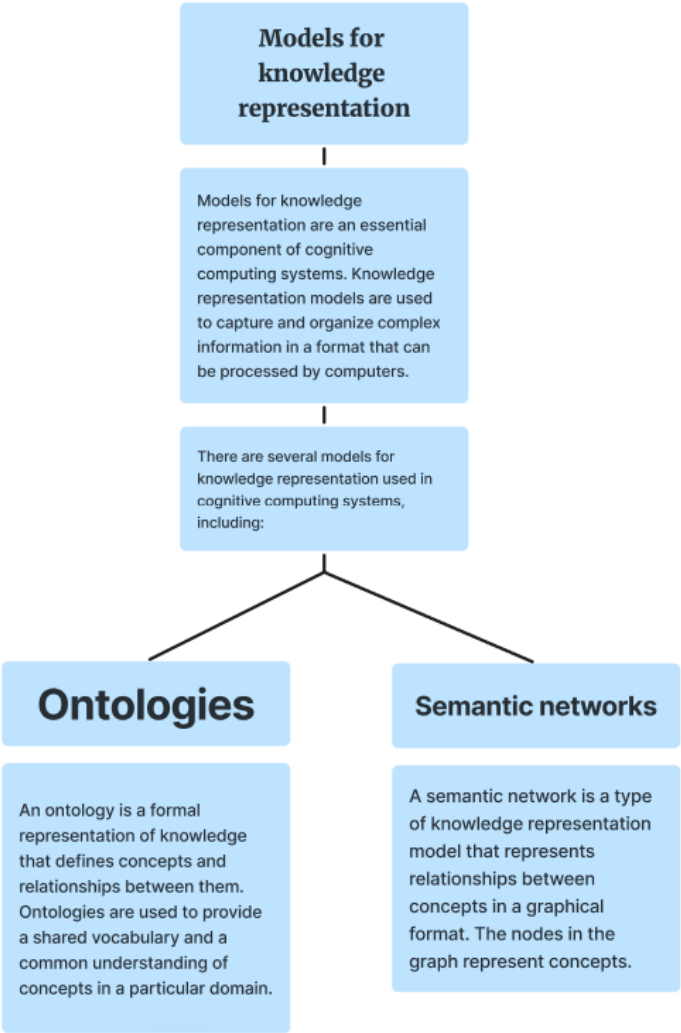 Models for
knowledge
representation
Models for knowledge
representation are an essential
component of cognitive
computing systems. Knowledge
representation models are used
to capture and organize complex
information in a format that can
be processed by computers.
There are several models for
knowledge representation used in
cognitive computing systems,
including:
Ontologies
An ontology is a formal
representation of knowledge
that defines concepts and
relationships between them.
Ontologies are used to provide
a shared vocabulary and a
common understanding of
concepts in a particular domain.
Semantic networks
A semantic network is a type
of knowledge representation
model that represents
relationships between
concepts in a graphical
format. The nodes in the
graph represent concepts.